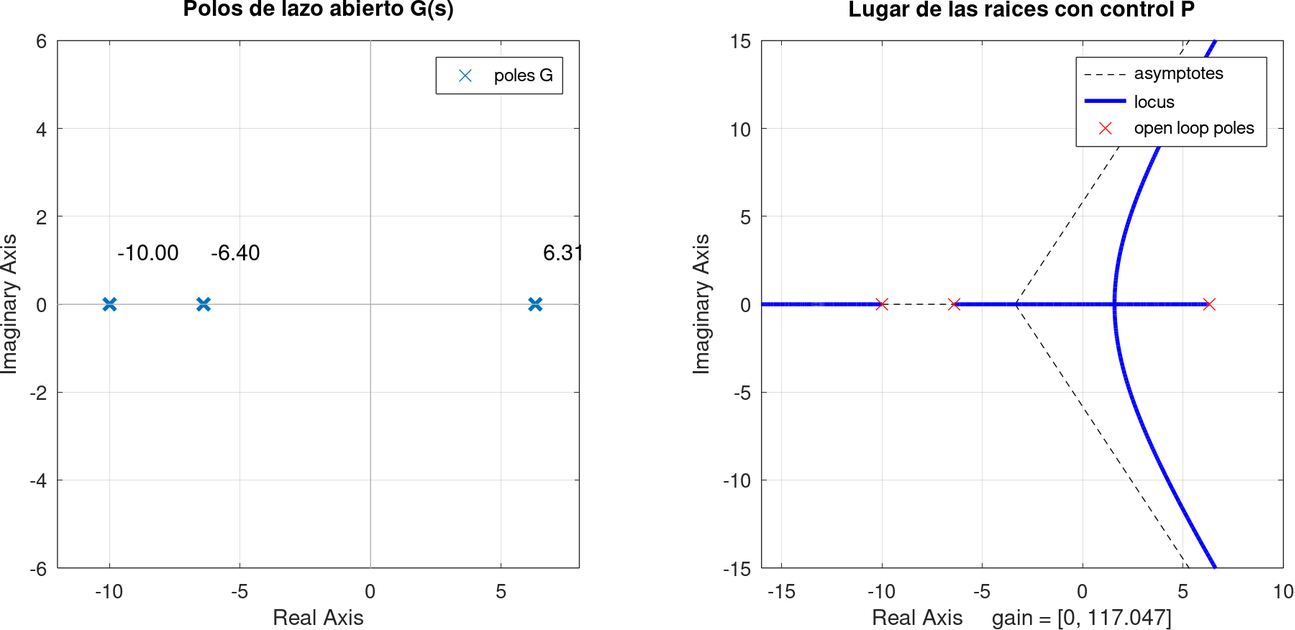 Polos de lazo abierto G(s)
poles G
6
4
2
0
-2
-4
-6
Imaginary Axis
-10.00
-6.40
6.31
-10
-5
0
5
Real Axis
Lugar de las raices con control P
asymptotes
locus
open loop poles
15
10
5
0
-5
-10
-15
Imaginary Axis
-15
-10
-5
0
5
10
Real Axis gain = [0, 117.047]